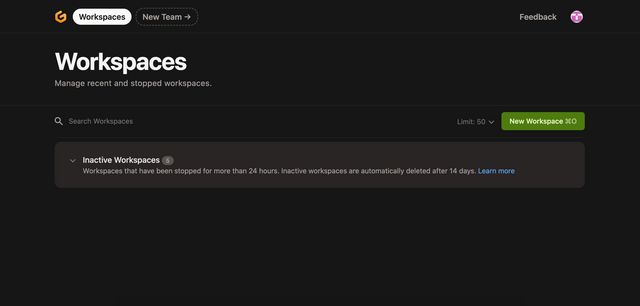 Workspaces
New Team →
Feedback
Workspaces
Manage recent and stopped workspaces.
Search Workspaces
Limit: 50
New Workspace ⌘O
Inactive Workspaces 5
Workspaces that have been stopped for more than 24 hours. Inactive workspaces are automatically deleted after 14 days. Learn more